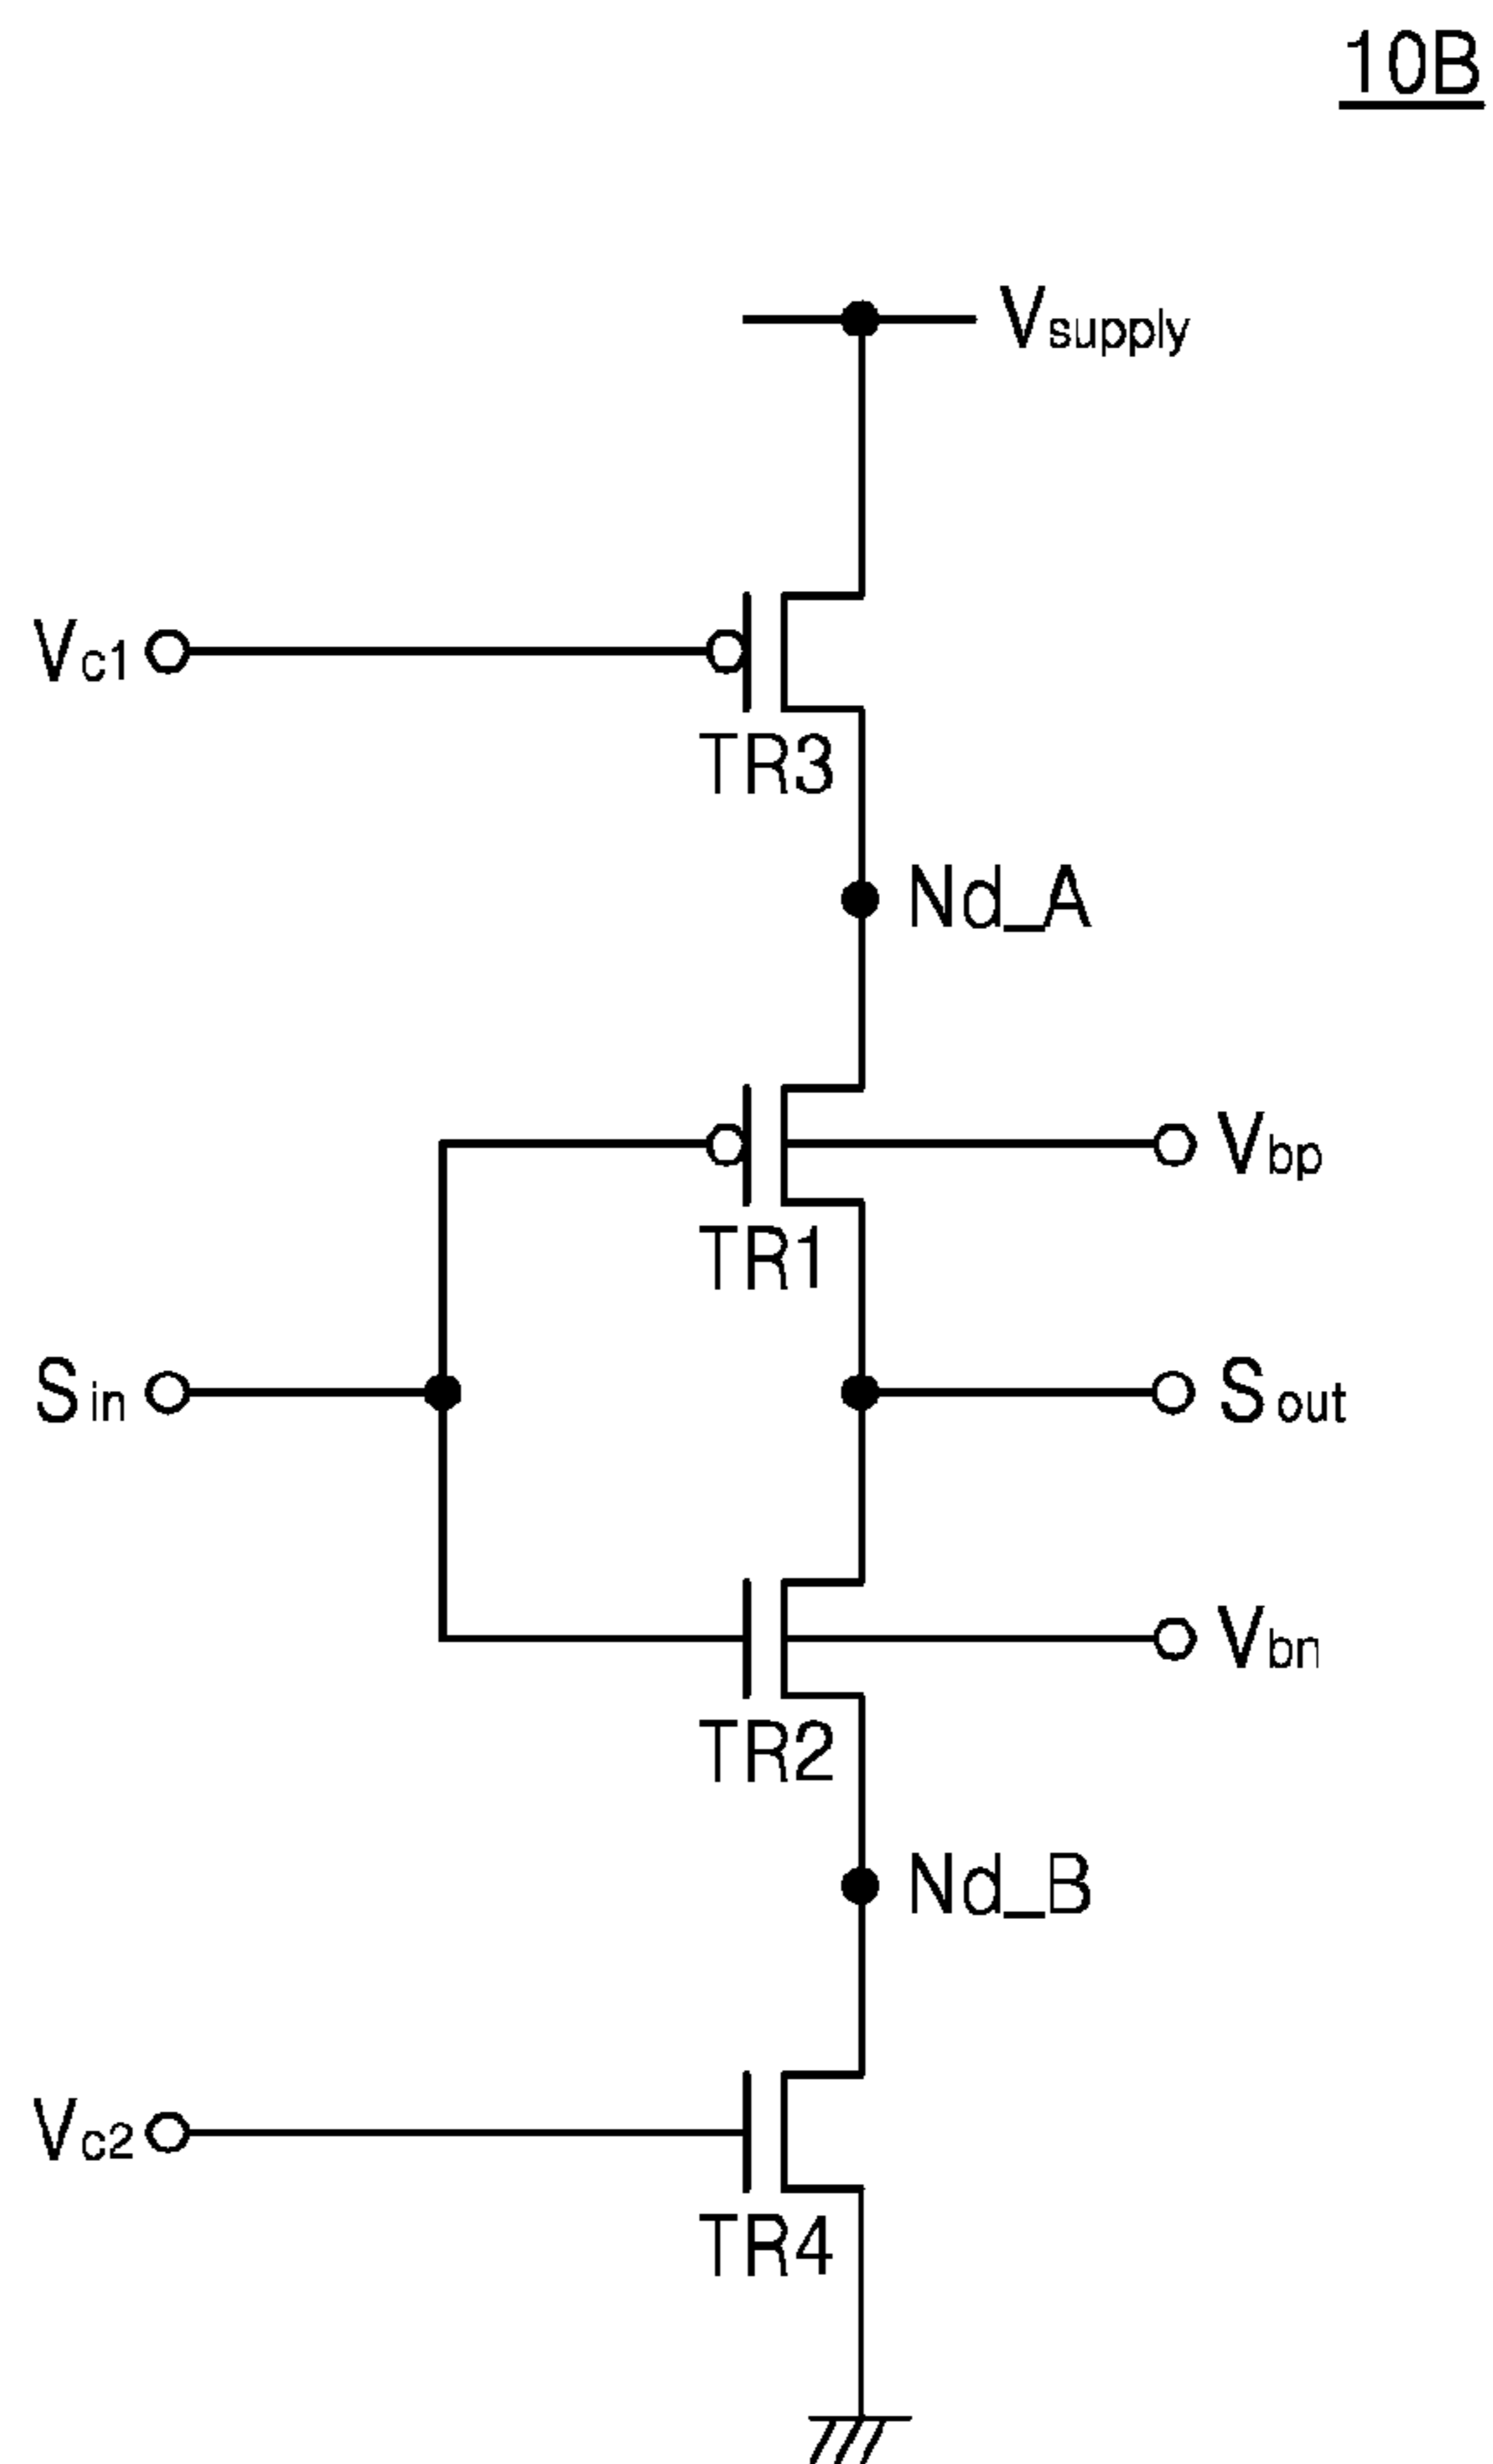 10B
Vsupply
Vc1
TR3
Nd_A
Vbp
TR1
Sin
Sout
Vbn
TR2
Nd_B
Vc2
TR4